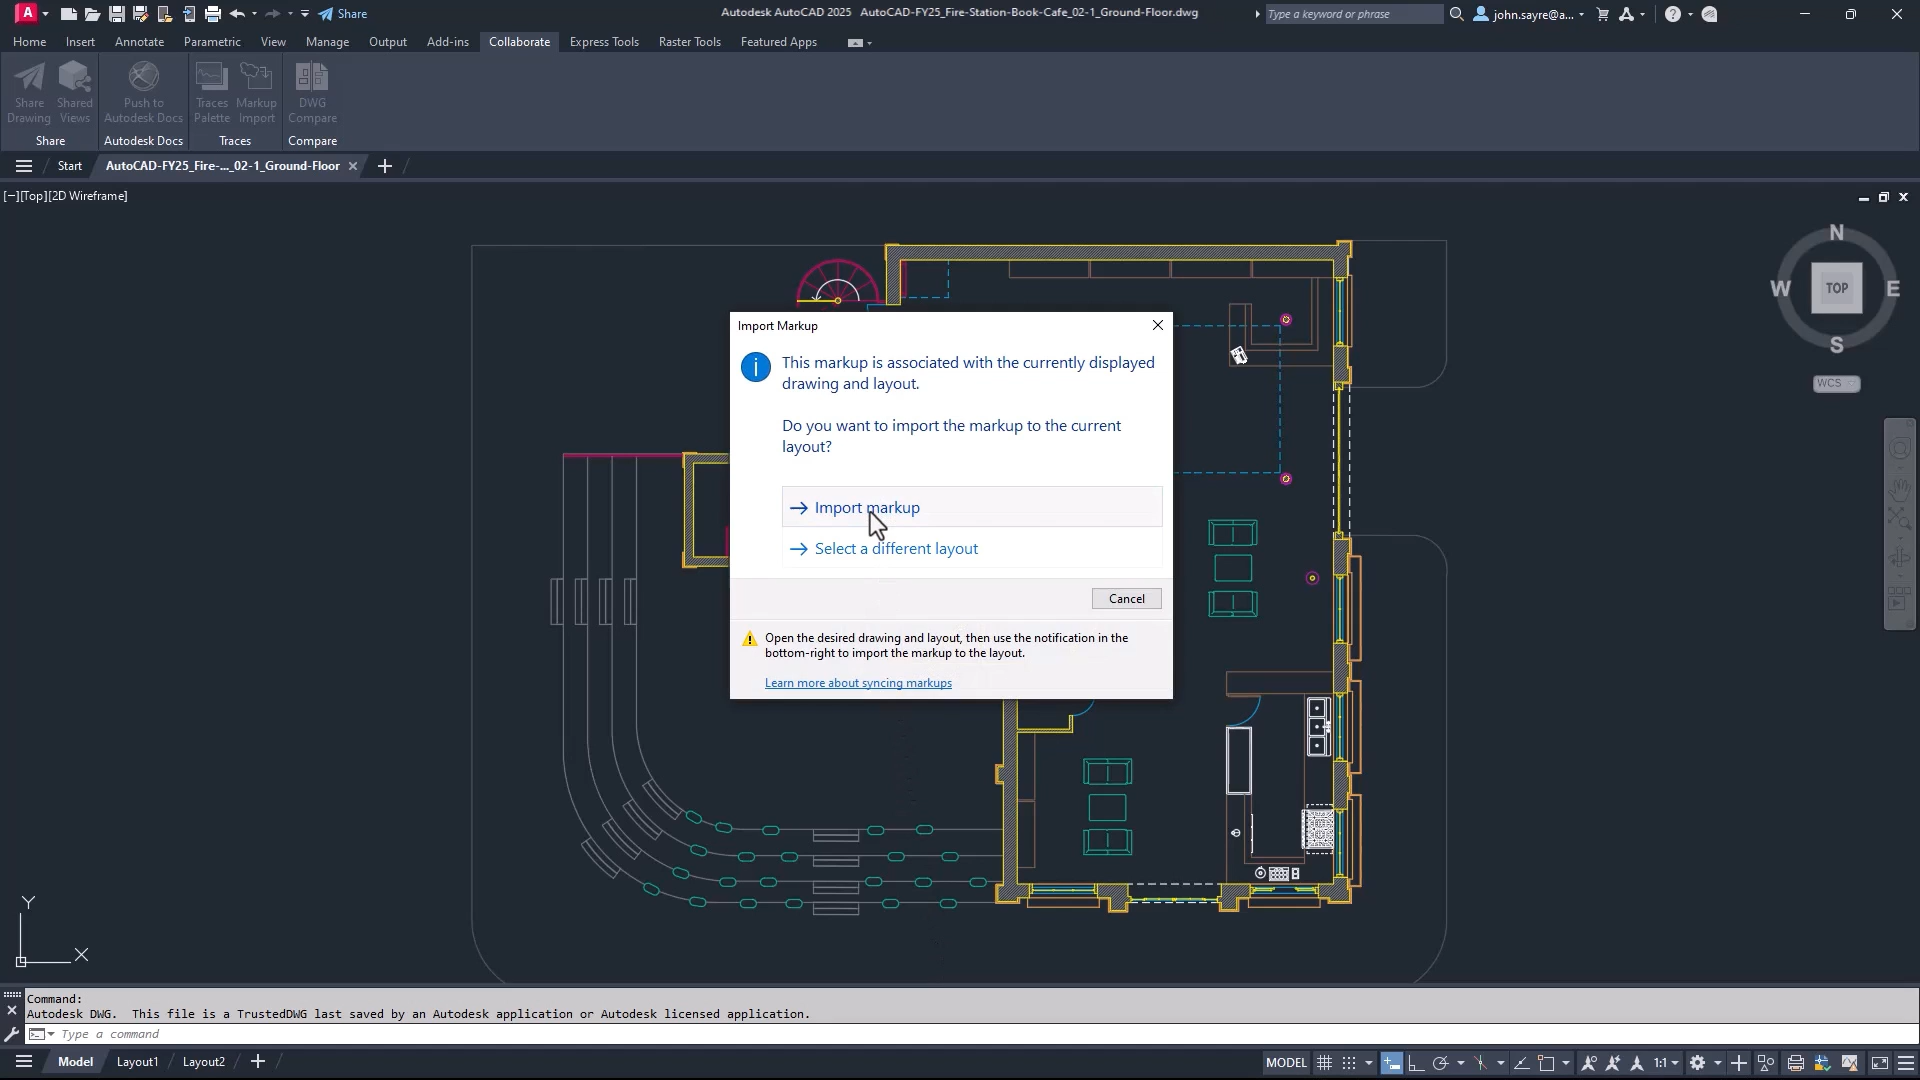 A Share Autodesk AutoCAD 2025 AutoCAD-FY25_Fire-Station-Book-Cafe_02-1_Ground-Floor.dwg Type a keyword or phrase john.sayre@a...
Home Insert Annotate Parametric View Manage Output Add-ins Collaborate Express Tools Raster Tools Featured Apps
Share Drawing
Shared Views
Push to Autodesk Docs
Traces Palette
Markup Import
DWG Compare
Share Autodesk Docs Traces Compare
Start AutoCAD-FY25_Fire-..._02-1_Ground-Floor
[−][Top][2D Wireframe]
N
W TOP E
S
WCS
Import Markup
This markup is associated with the currently displayed
drawing and layout.
Do you want to import the markup to the current
layout?
Import markup
Select a different layout
Cancel
Open the desired drawing and layout, then use the notification in the
bottom-right to import the markup to the layout.
Learn more about syncing markups
Y
X
Command:
Autodesk DWG. This file is a TrustedDWG last saved by an Autodesk application or Autodesk licensed application.
Type a command
Model Layout1 Layout2 MODEL 1:1